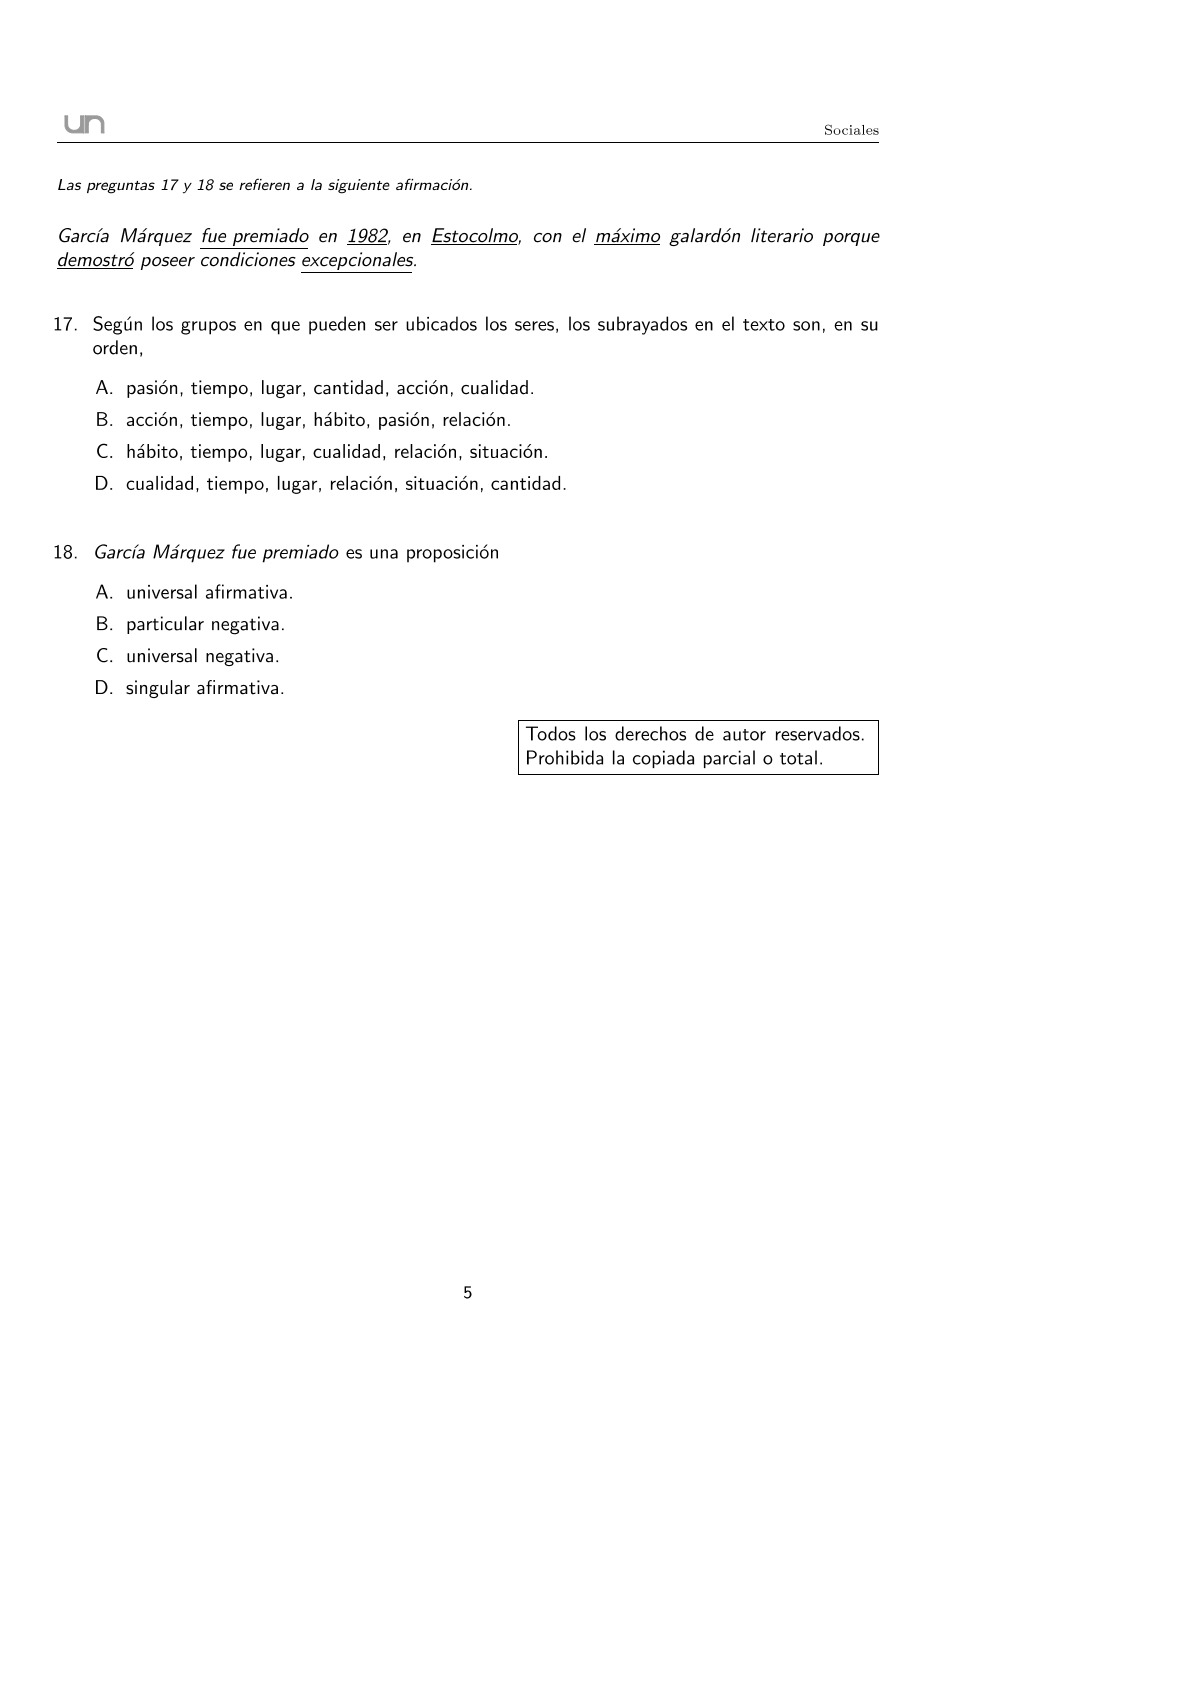 un
Sociales
Las preguntas 17 y 18 se refieren a la siguiente afirmación.
García Márquez fue premiado en 1982, en Estocolmo, con el máximo galardón literario porque
demostró poseer condiciones excepcionales.
17. Según los grupos en que pueden ser ubicados los seres, los subrayados en el texto son, en su
orden,
A. pasión, tiempo, lugar, cantidad, acción, cualidad.
B. acción, tiempo, lugar, hábito, pasión, relación.
C. hábito, tiempo, lugar, cualidad, relación, situación.
D. cualidad, tiempo, lugar, relación, situación, cantidad.
18. García Márquez fue premiado es una proposición
A. universal afirmativa.
B. particular negativa.
C. universal negativa.
D. singular afirmativa.
Todos los derechos de autor reservados.
Prohibida la copiada parcial o total.
5